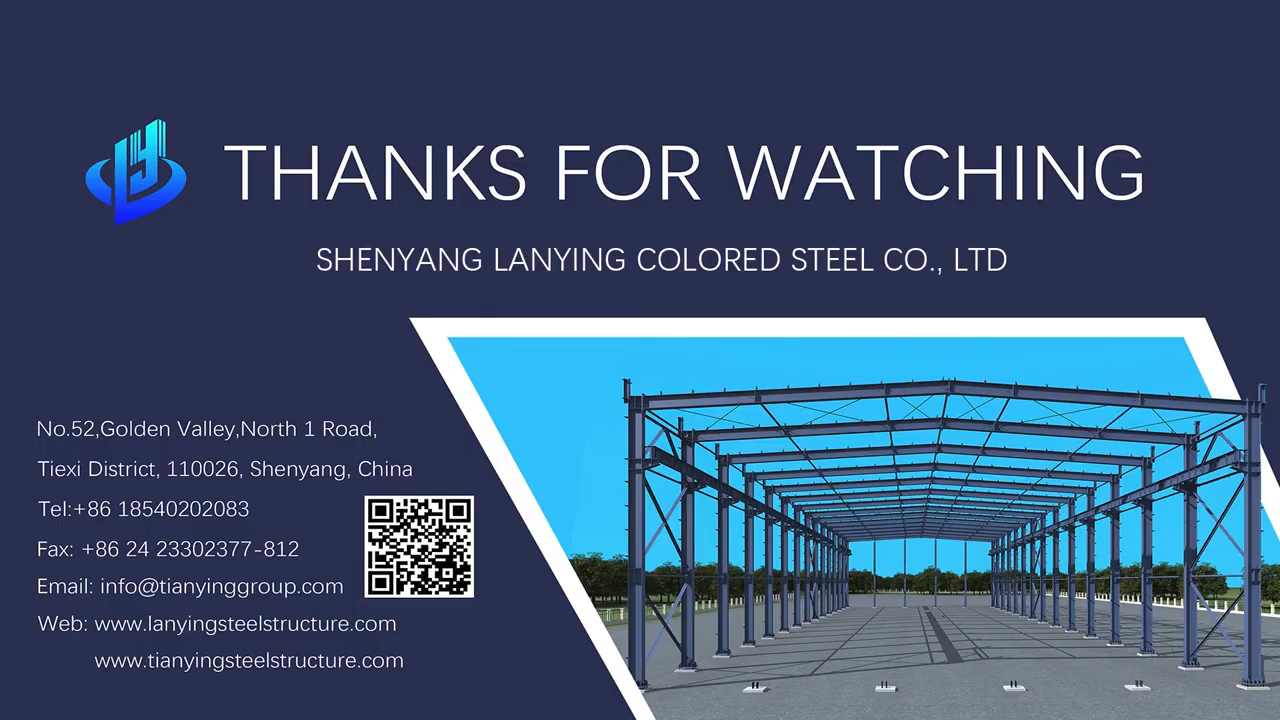 THANKS FOR WATCHING
SHENYANG LANYING COLORED STEEL CO., LTD
No.52,Golden Valley,North 1 Road,
Tiexi District, 110026, Shenyang, China
Tel:+86 18540202083
Fax: +86 24 23302377-812
Email: info@tianyinggroup.com
Web: www.lanyingsteelstructure.com
www.tianyingsteelstructure.com